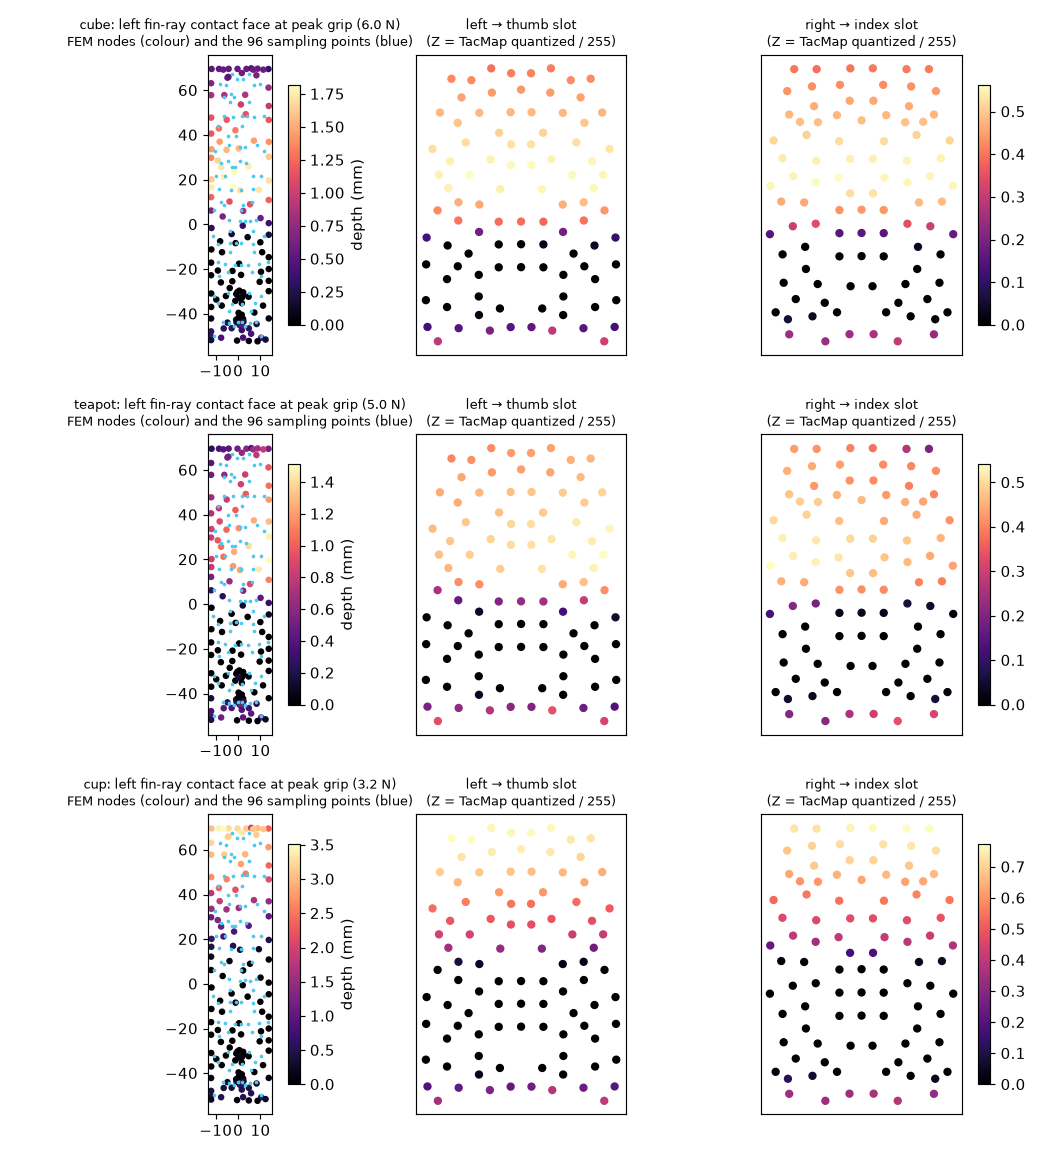 cube: left fin-ray contact face at peak grip (6.0 N)
FEM nodes (colour) and the 96 sampling points (blue)
left → thumb slot
(Z = TacMap quantized / 255)
right → index slot
(Z = TacMap quantized / 255)
60
40
20
0
−20
−40
−10 0 10
1.75
1.50
1.25
1.00
0.75
0.50
0.25
0.00
depth (mm)
0.5
0.4
0.3
0.2
0.1
0.0
teapot: left fin-ray contact face at peak grip (5.0 N)
FEM nodes (colour) and the 96 sampling points (blue)
left → thumb slot
(Z = TacMap quantized / 255)
right → index slot
(Z = TacMap quantized / 255)
60
40
20
0
−20
−40
−10 0 10
1.4
1.2
1.0
0.8
0.6
0.4
0.2
0.0
depth (mm)
0.5
0.4
0.3
0.2
0.1
0.0
cup: left fin-ray contact face at peak grip (3.2 N)
FEM nodes (colour) and the 96 sampling points (blue)
left → thumb slot
(Z = TacMap quantized / 255)
right → index slot
(Z = TacMap quantized / 255)
60
40
20
0
−20
−40
−10 0 10
3.5
3.0
2.5
2.0
1.5
1.0
0.5
0.0
depth (mm)
0.7
0.6
0.5
0.4
0.3
0.2
0.1
0.0